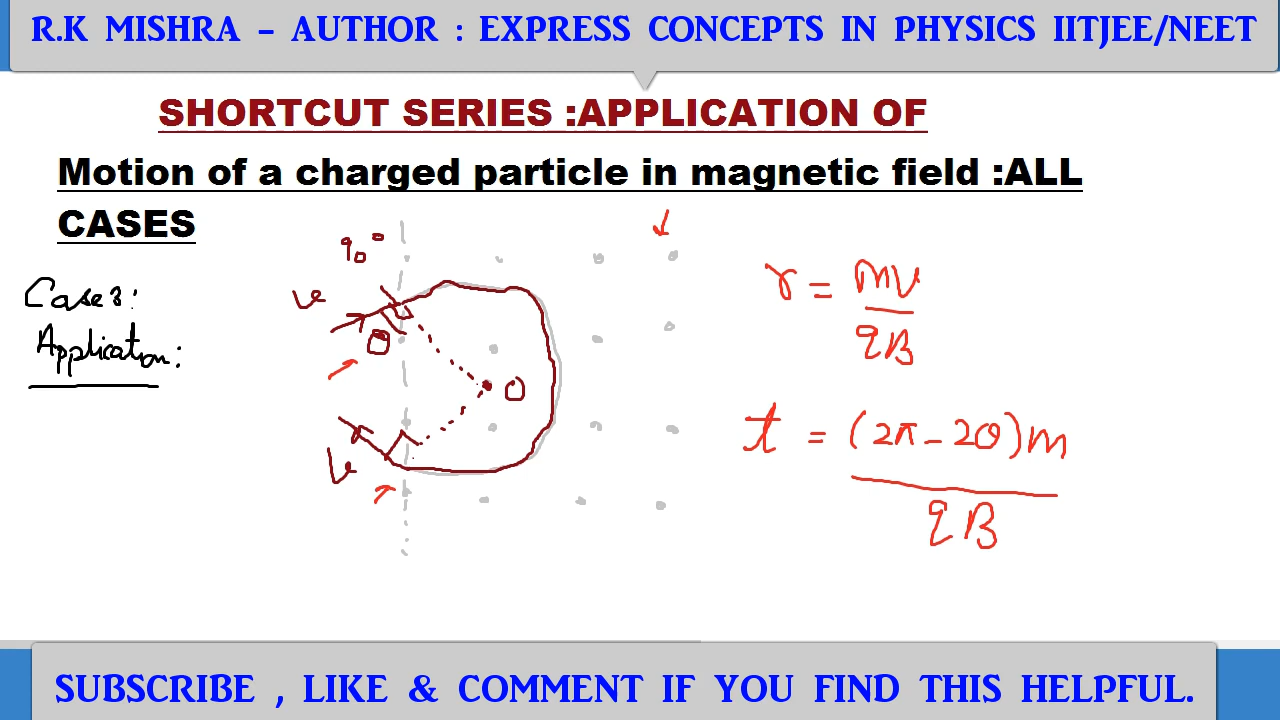 R.K MISHRA – AUTHOR : EXPRESS CONCEPTS IN PHYSICS IITJEE/NEET
SHORTCUT SERIES :APPLICATION OF
Motion of a charged particle in magnetic field :ALL
CASES
Case 3:
Application:
90°
v
θ
O
v
r = mv / qB
t = (2π - 2θ)m / qB
SUBSCRIBE , LIKE & COMMENT IF YOU FIND THIS HELPFUL.